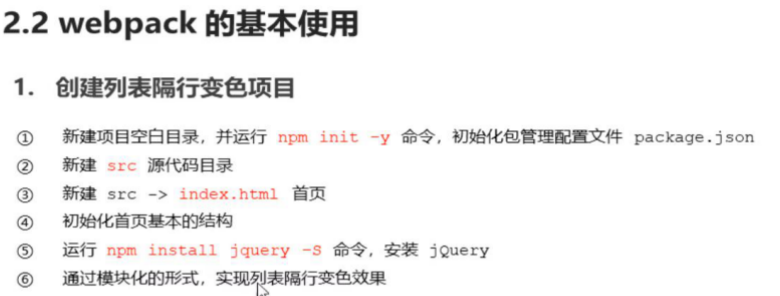 2.2 webpack 的基本使用
1. 创建列表隔行变色项目
① 新建项目空白目录，并运行 npm init -y 命令，初始化包管理配置文件 package.json
② 新建 src 源代码目录
③ 新建 src -> index.html 首页
④ 初始化首页基本的结构
⑤ 运行 npm install jquery -S 命令，安装 jQuery
⑥ 通过模块化的形式，实现列表隔行变色效果